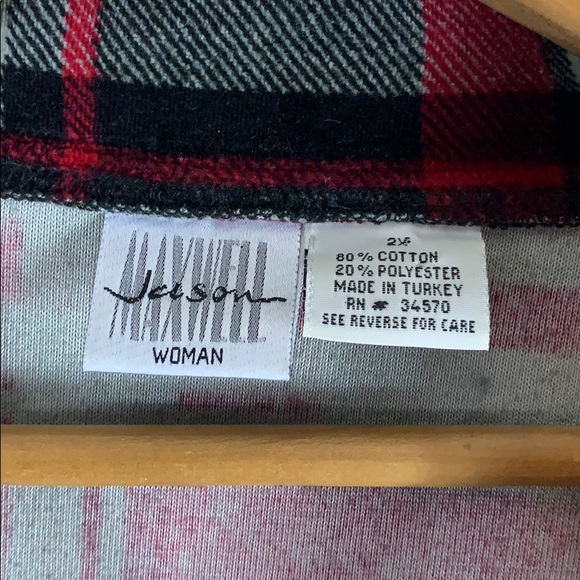 MAXWELL
Jason
WOMAN
2X
80% COTTON
20% POLYESTER
MADE IN TURKEY
RN # 34570
SEE REVERSE FOR CARE